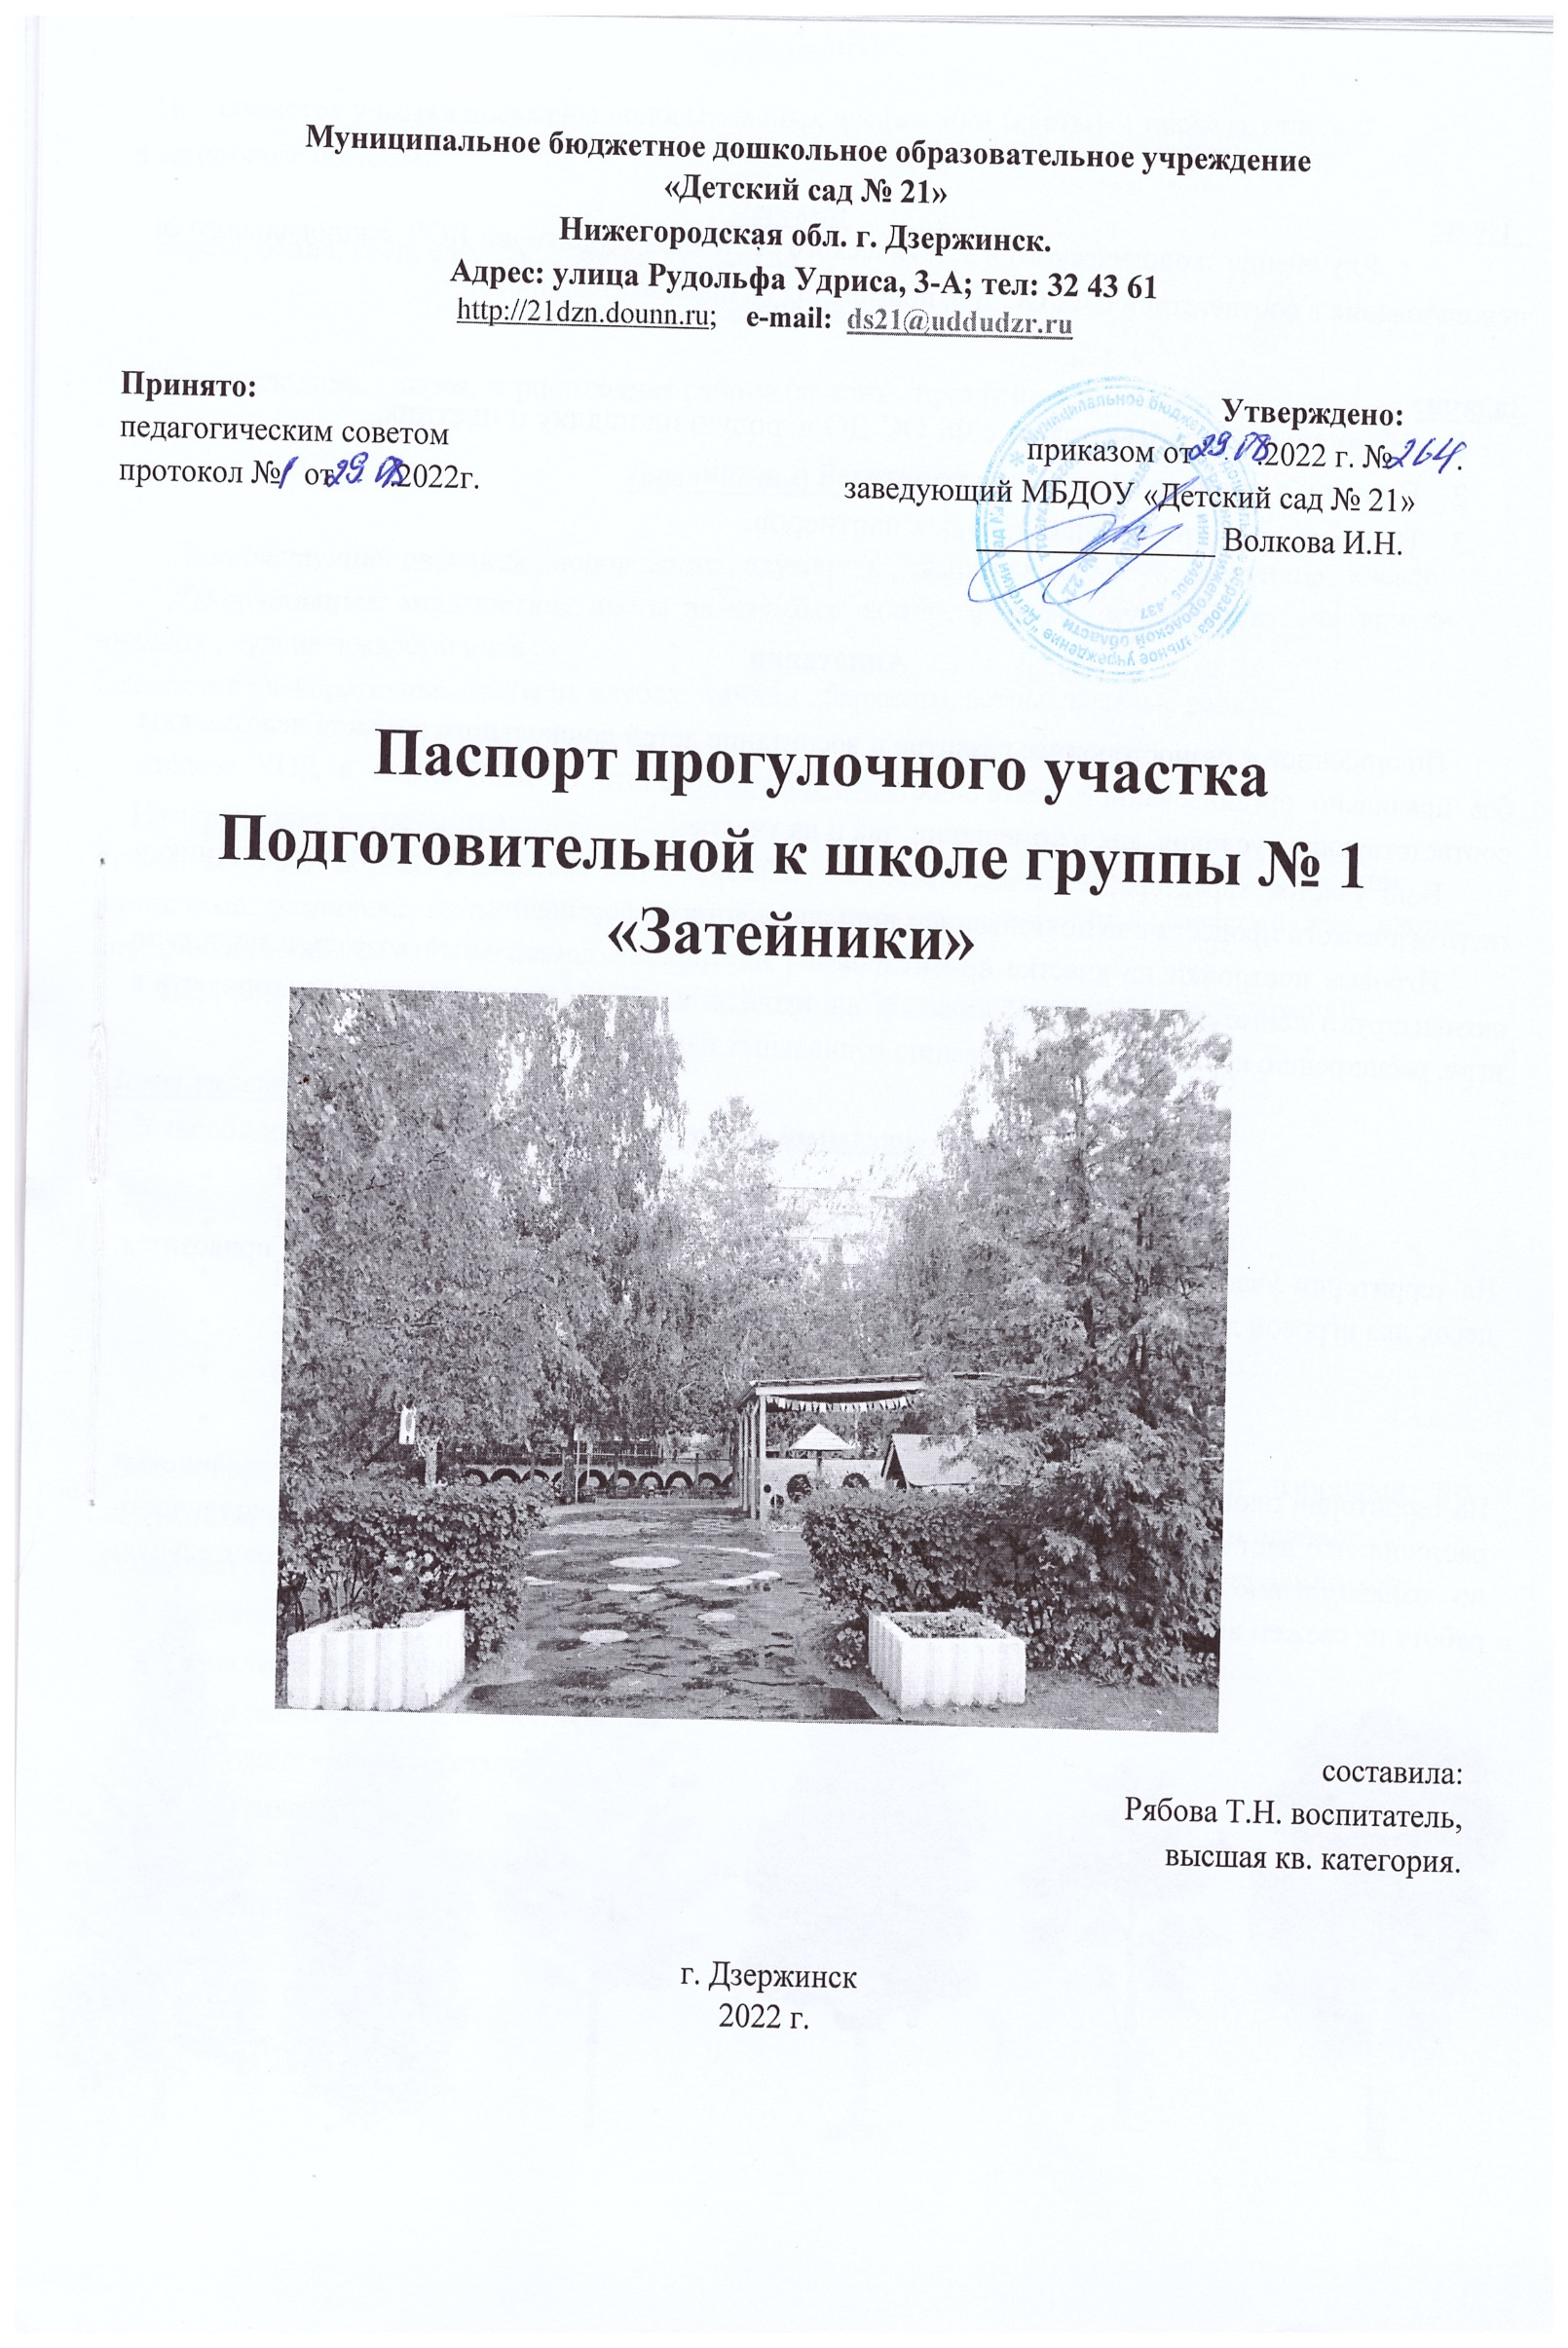 Муниципальное бюджетное дошкольное образовательное учреждение
«Детский сад № 21»
Нижегородская обл. г. Дзержинск.
Адрес: улица Рудольфа Удриса, 3-А; тел: 32 43 61
http://21dzn.dounn.ru; e-mail: ds21@uddudzr.ru
Принято:
педагогическим советом
протокол №1 от 29.08.2022г.
Утверждено:
приказом от 29.08.2022 г. № 264.
заведующий МБДОУ «Детский сад № 21»
Волкова И.Н.
Паспорт прогулочного участка
Подготовительной к школе группы № 1
«Затейники»
составила:
Рябова Т.Н. воспитатель,
высшая кв. категория.
г. Дзержинск
2022 г.